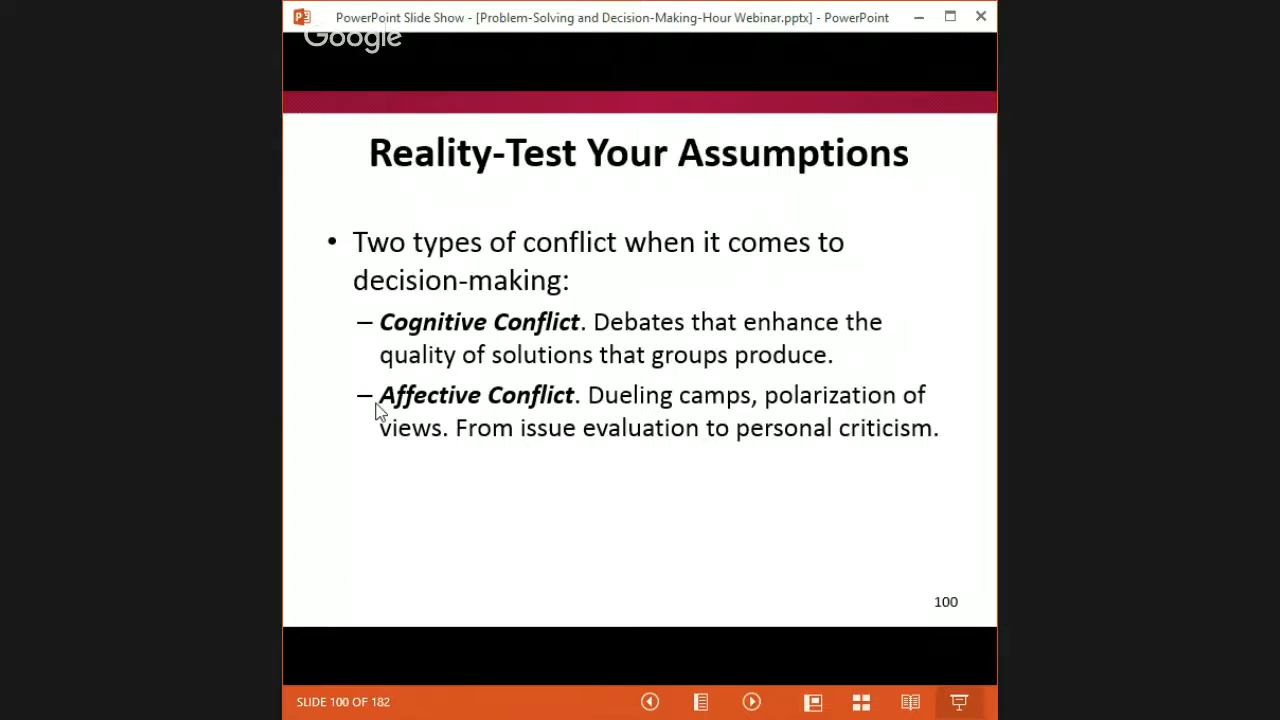 PowerPoint Slide Show - [Problem-Solving and Decision-Making-Hour Webinar.pptx] - PowerPoint
Google
Reality-Test Your Assumptions
• Two types of conflict when it comes to
decision-making:
– Cognitive Conflict. Debates that enhance the
quality of solutions that groups produce.
– Affective Conflict. Dueling camps, polarization of
views. From issue evaluation to personal criticism.
100
SLIDE 100 OF 182